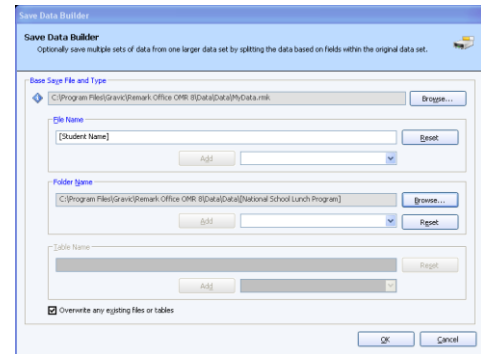 Save Data Builder
Save Data Builder
Optionally save multiple sets of data from one larger data set by splitting the data based on fields within the original data set.
Base Save File and Type
C:\Program Files\Gravic\Remark Office OMR 8\Data\Data\MyData.rmk
Browse...
File Name
[Student Name]
Reset
Add
Folder Name
C:\Program Files\Gravic\Remark Office OMR 8\Data\Data\[National School Lunch Program]
Browse...
Add
Reset
Table Name
Reset
Add
Overwrite any existing files or tables
OK
Cancel